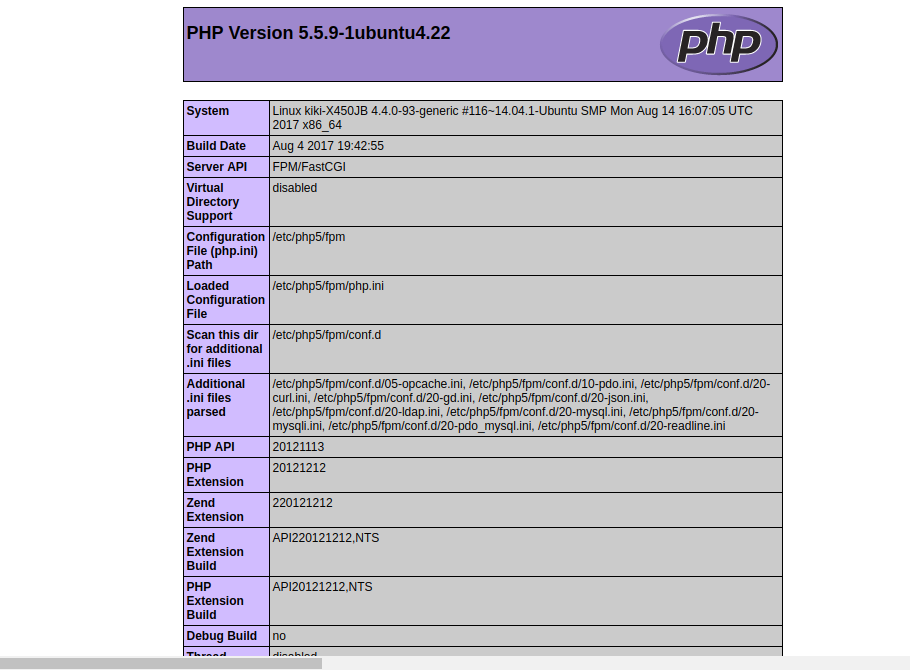 PHP Version 5.5.9-1ubuntu4.22
php
System
Linux kiki-X450JB 4.4.0-93-generic #116~14.04.1-Ubuntu SMP Mon Aug 14 16:07:05 UTC
2017 x86_64
Build Date
Aug 4 2017 19:42:55
Server API
FPM/FastCGI
Virtual
Directory
Support
disabled
Configuration
File (php.ini)
Path
/etc/php5/fpm
Loaded
Configuration
File
/etc/php5/fpm/php.ini
Scan this dir
for additional
.ini files
/etc/php5/fpm/conf.d
Additional
.ini files
parsed
/etc/php5/fpm/conf.d/05-opcache.ini, /etc/php5/fpm/conf.d/10-pdo.ini, /etc/php5/fpm/conf.d/20-
curl.ini, /etc/php5/fpm/conf.d/20-gd.ini, /etc/php5/fpm/conf.d/20-json.ini,
/etc/php5/fpm/conf.d/20-ldap.ini, /etc/php5/fpm/conf.d/20-mysql.ini, /etc/php5/fpm/conf.d/20-
mysqli.ini, /etc/php5/fpm/conf.d/20-pdo_mysql.ini, /etc/php5/fpm/conf.d/20-readline.ini
PHP API
20121113
PHP
Extension
20121212
Zend
Extension
220121212
Zend
Extension
Build
API220121212,NTS
PHP
Extension
Build
API20121212,NTS
Debug Build
no
Thread
disabled